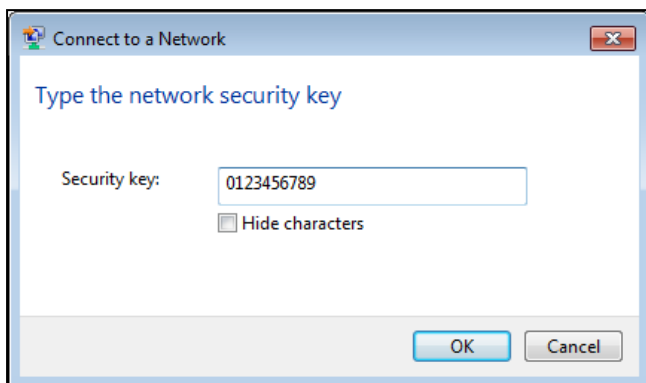 Connect to a Network
Type the network security key
Security key: 0123456789
Hide characters
OK Cancel